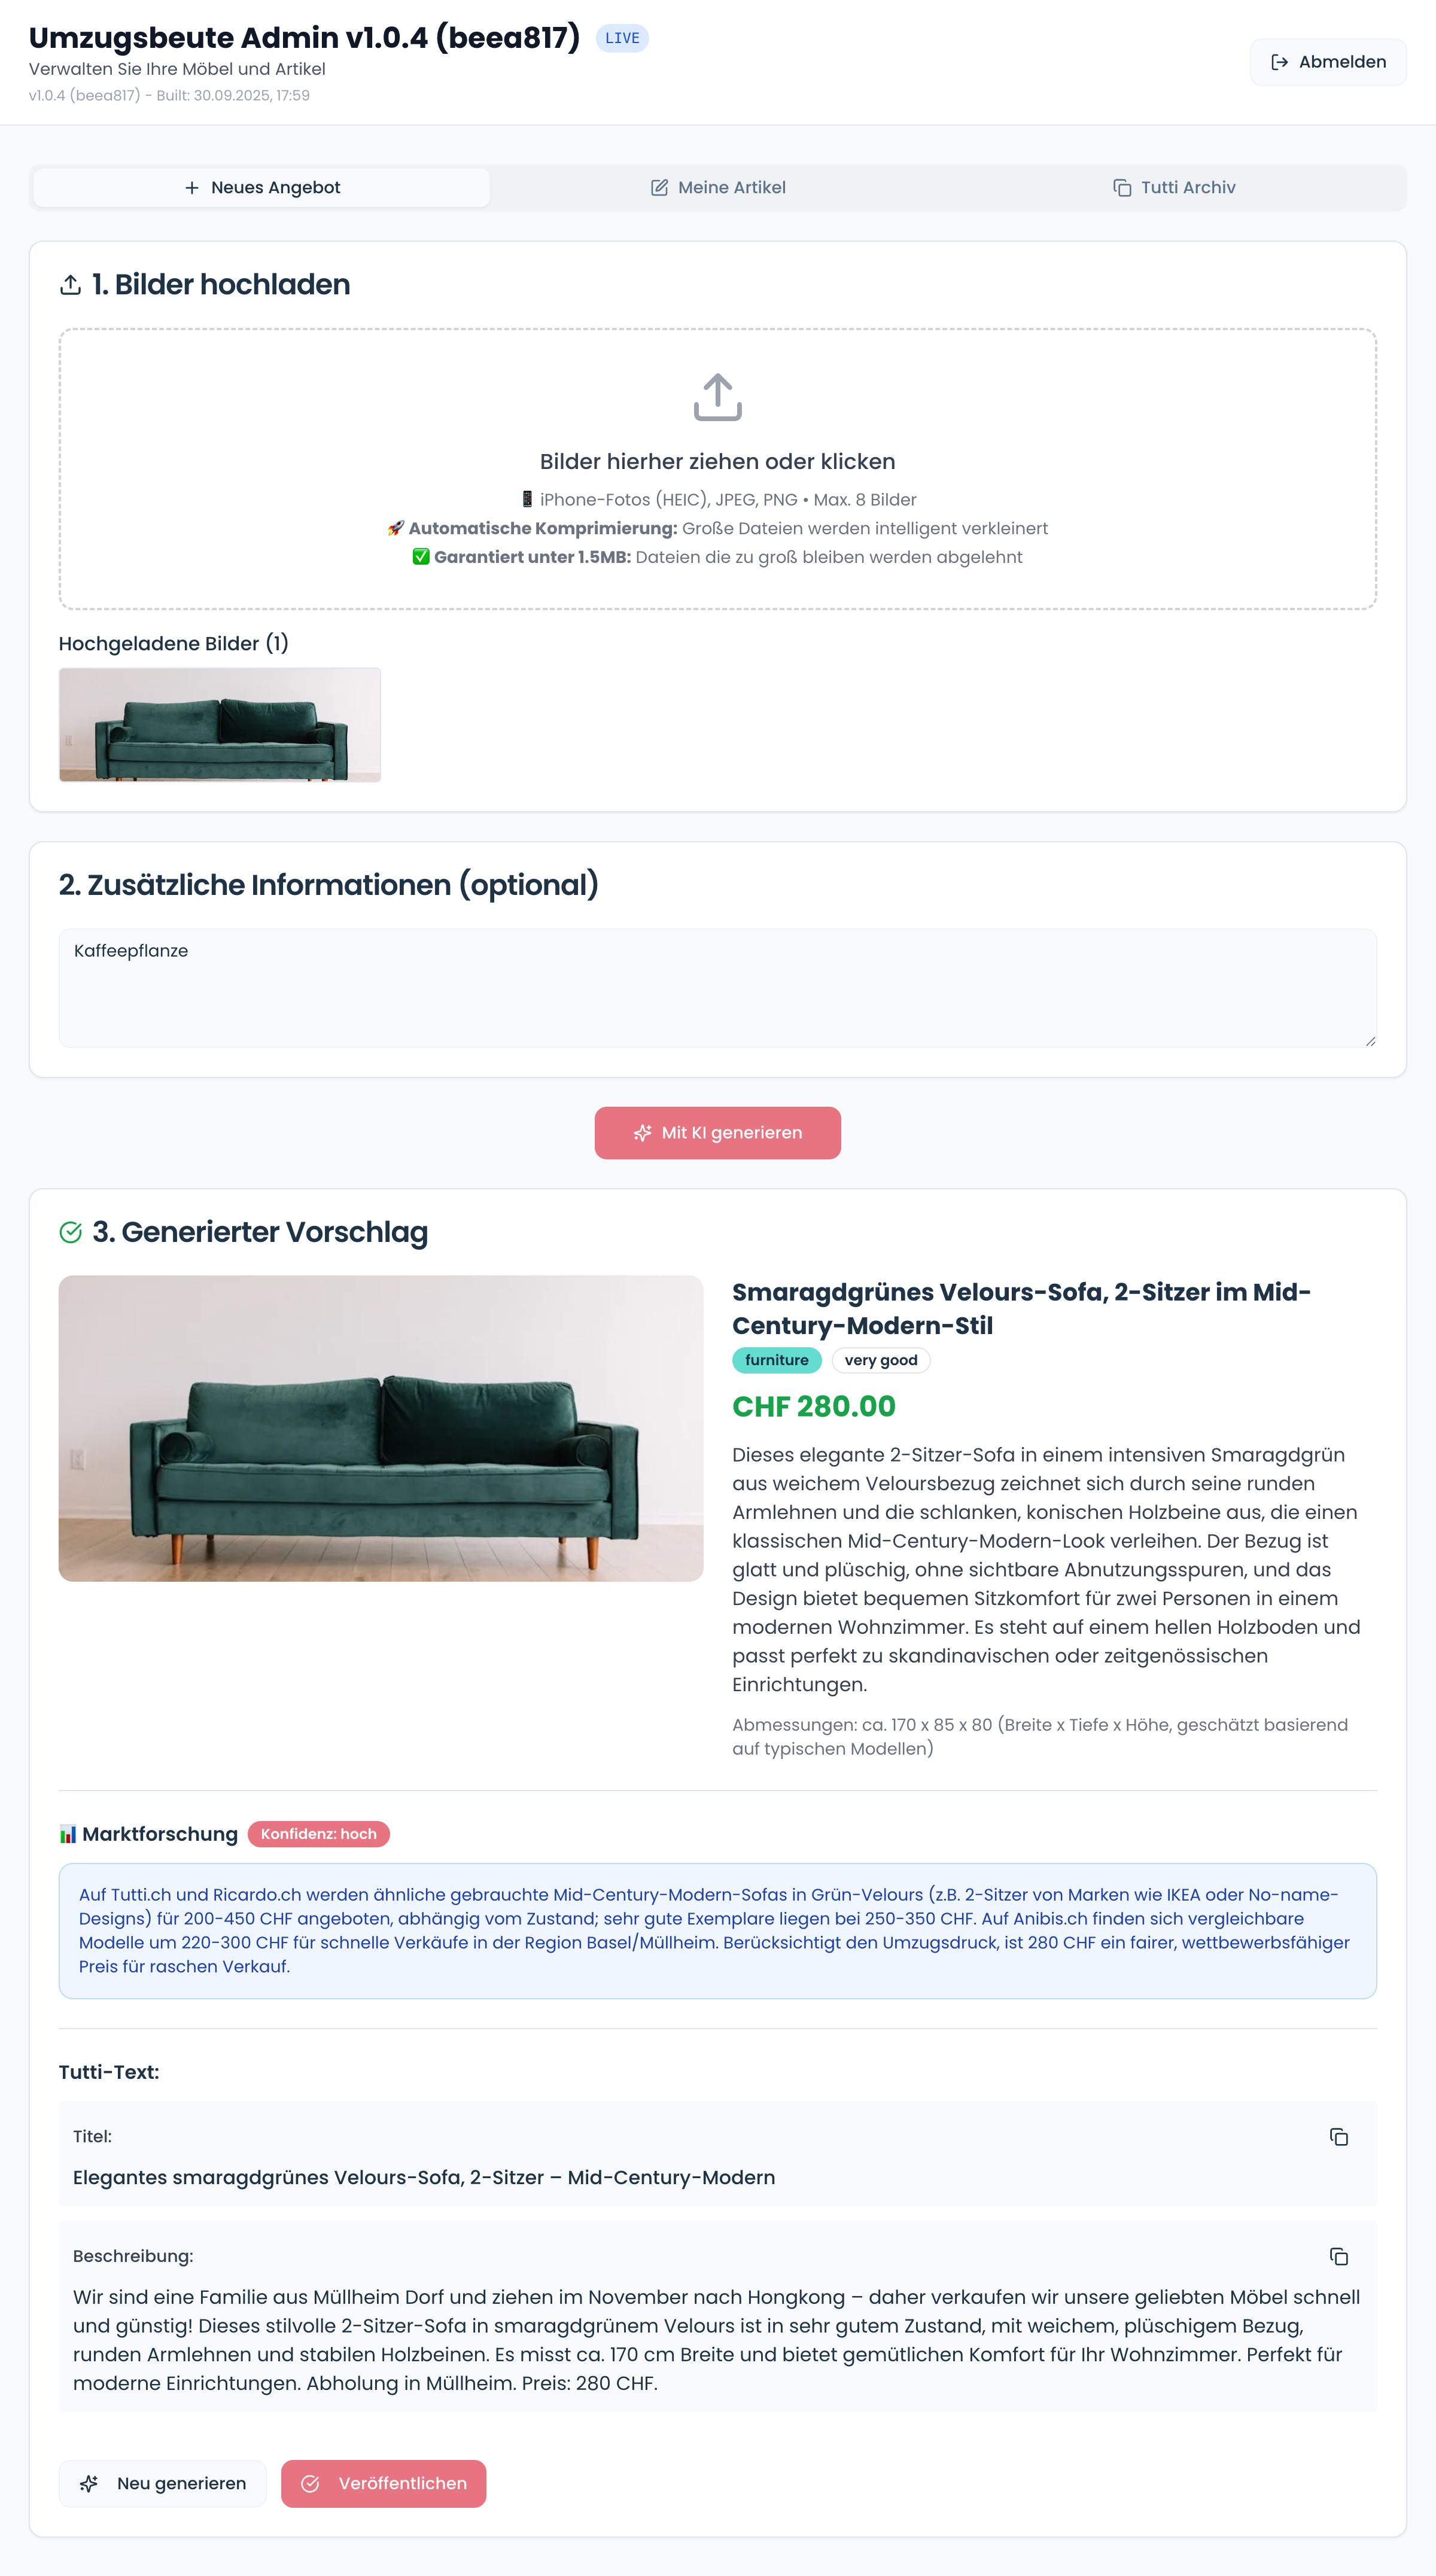 Umzugsbeute Admin v1.0.4 (beea817) LIVE
Verwalten Sie Ihre Möbel und Artikel
v1.0.4 (beea817) - Built: 30.09.2025, 17:59
Abmelden
Neues Angebot
Meine Artikel
Tutti Archiv
1. Bilder hochladen
Bilder hierher ziehen oder klicken
📱 iPhone-Fotos (HEIC), JPEG, PNG • Max. 8 Bilder
🚀 Automatische Komprimierung: Große Dateien werden intelligent verkleinert
✅ Garantiert unter 1.5MB: Dateien die zu groß bleiben werden abgelehnt
Hochgeladene Bilder (1)
2. Zusätzliche Informationen (optional)
Kaffeepflanze
Mit KI generieren
3. Generierter Vorschlag
Smaragdgrünes Velours-Sofa, 2-Sitzer im Mid-
Century-Modern-Stil
furniture very good
CHF 280.00
Dieses elegante 2-Sitzer-Sofa in einem intensiven Smaragdgrün
aus weichem Veloursbezug zeichnet sich durch seine runden
Armlehnen und die schlanken, konischen Holzbeine aus, die einen
klassischen Mid-Century-Modern-Look verleihen. Der Bezug ist
glatt und plüschig, ohne sichtbare Abnutzungsspuren, und das
Design bietet bequemen Sitzkomfort für zwei Personen in einem
modernen Wohnzimmer. Es steht auf einem hellen Holzboden und
passt perfekt zu skandinavischen oder zeitgenössischen
Einrichtungen.
Abmessungen: ca. 170 x 85 x 80 (Breite x Tiefe x Höhe, geschätzt basierend
auf typischen Modellen)
📊 Marktforschung Konfidenz: hoch
Auf Tutti.ch und Ricardo.ch werden ähnliche gebrauchte Mid-Century-Modern-Sofas in Grün-Velours (z.B. 2-Sitzer von Marken wie IKEA oder No-name-
Designs) für 200-450 CHF angeboten, abhängig vom Zustand; sehr gute Exemplare liegen bei 250-350 CHF. Auf Anibis.ch finden sich vergleichbare
Modelle um 220-300 CHF für schnelle Verkäufe in der Region Basel/Müllheim. Berücksichtigt den Umzugsdruck, ist 280 CHF ein fairer, wettbewerbsfähiger
Preis für raschen Verkauf.
Tutti-Text:
Titel:
Elegantes smaragdgrünes Velours-Sofa, 2-Sitzer – Mid-Century-Modern
Beschreibung:
Wir sind eine Familie aus Müllheim Dorf und ziehen im November nach Hongkong – daher verkaufen wir unsere geliebten Möbel schnell
und günstig! Dieses stilvolle 2-Sitzer-Sofa in smaragdgrünem Velours ist in sehr gutem Zustand, mit weichem, plüschigem Bezug,
runden Armlehnen und stabilen Holzbeinen. Es misst ca. 170 cm Breite und bietet gemütlichen Komfort für Ihr Wohnzimmer. Perfekt für
moderne Einrichtungen. Abholung in Müllheim. Preis: 280 CHF.
Neu generieren
Veröffentlichen